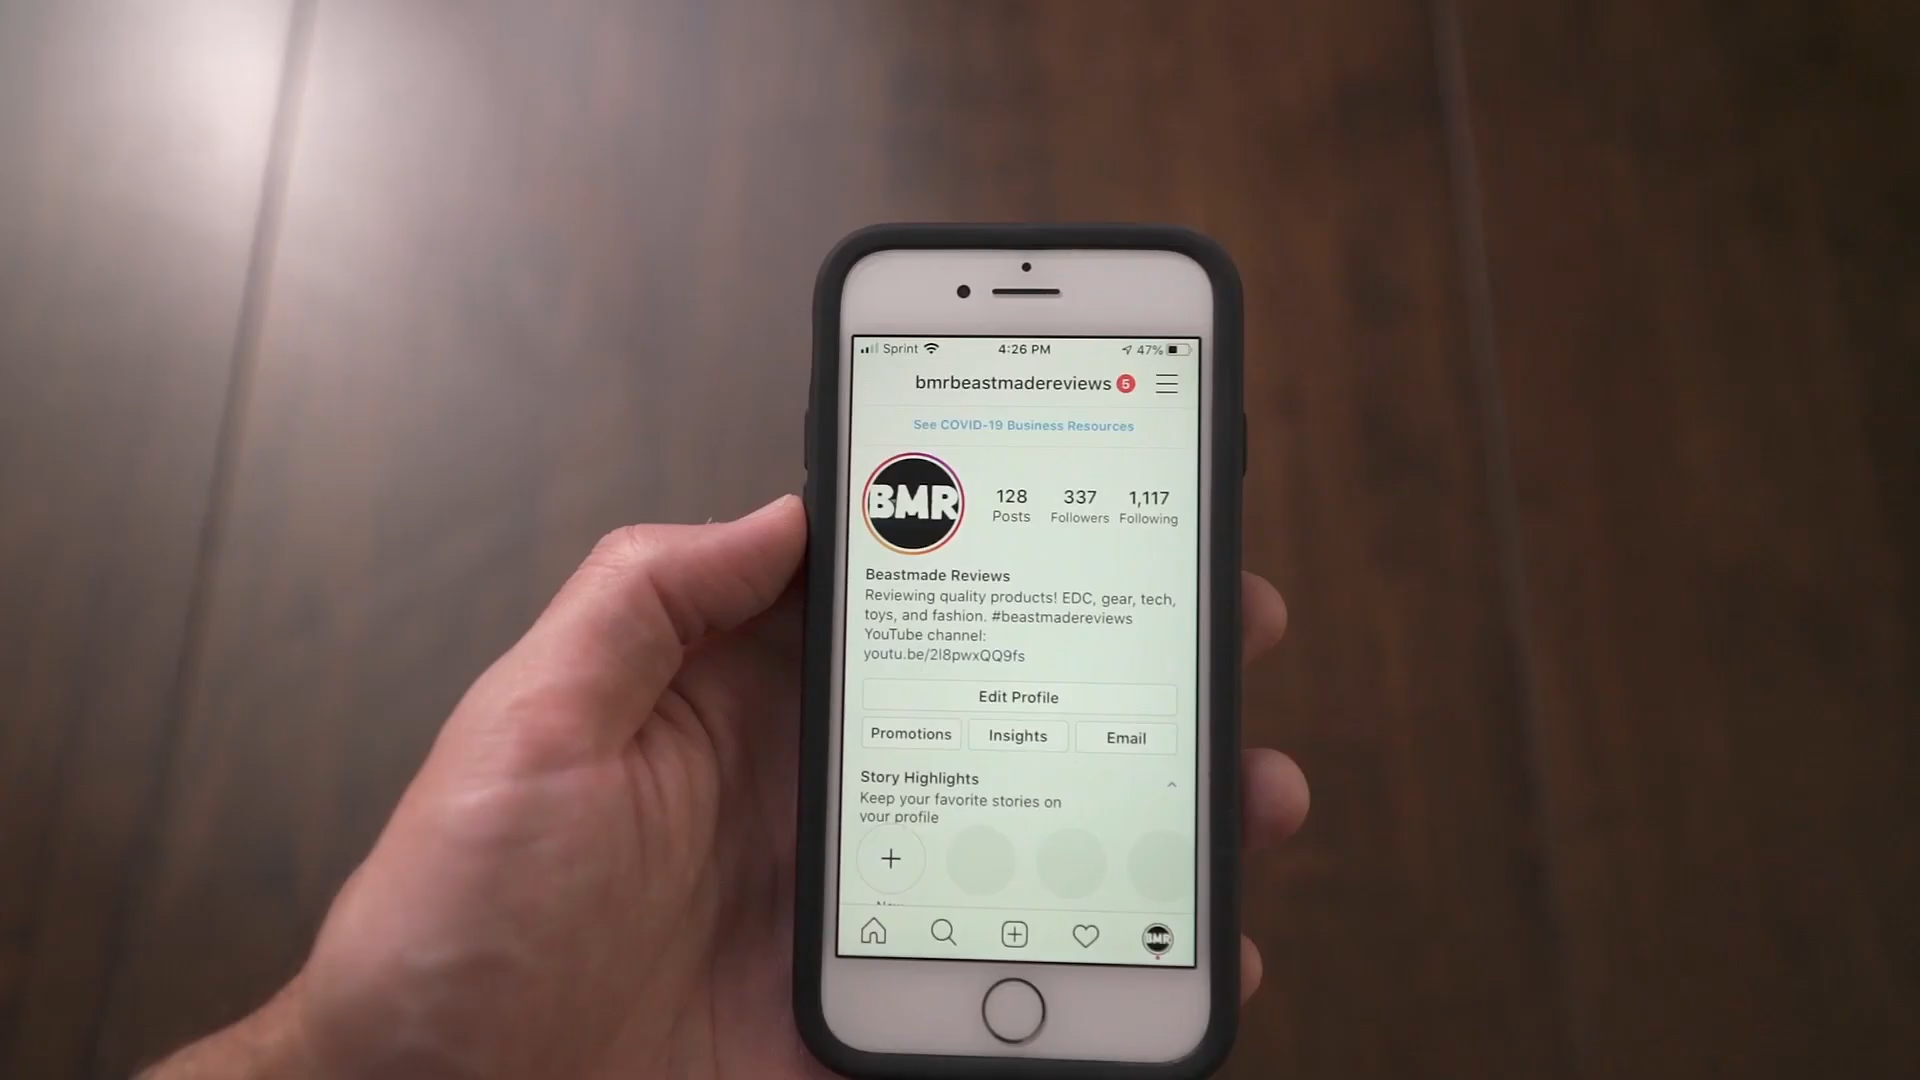 Sprint 4:26 PM 47%
bmrbeastmadereviews 5
See COVID-19 Business Resources
BMR
128 337 1,117
Posts Followers Following
Beastmade Reviews
Reviewing quality products! EDC, gear, tech,
toys, and fashion. #beastmadereviews
YouTube channel:
youtu.be/2I8pwxQQ9fs
Edit Profile
Promotions Insights Email
Story Highlights
Keep your favorite stories on
your profile
BMR